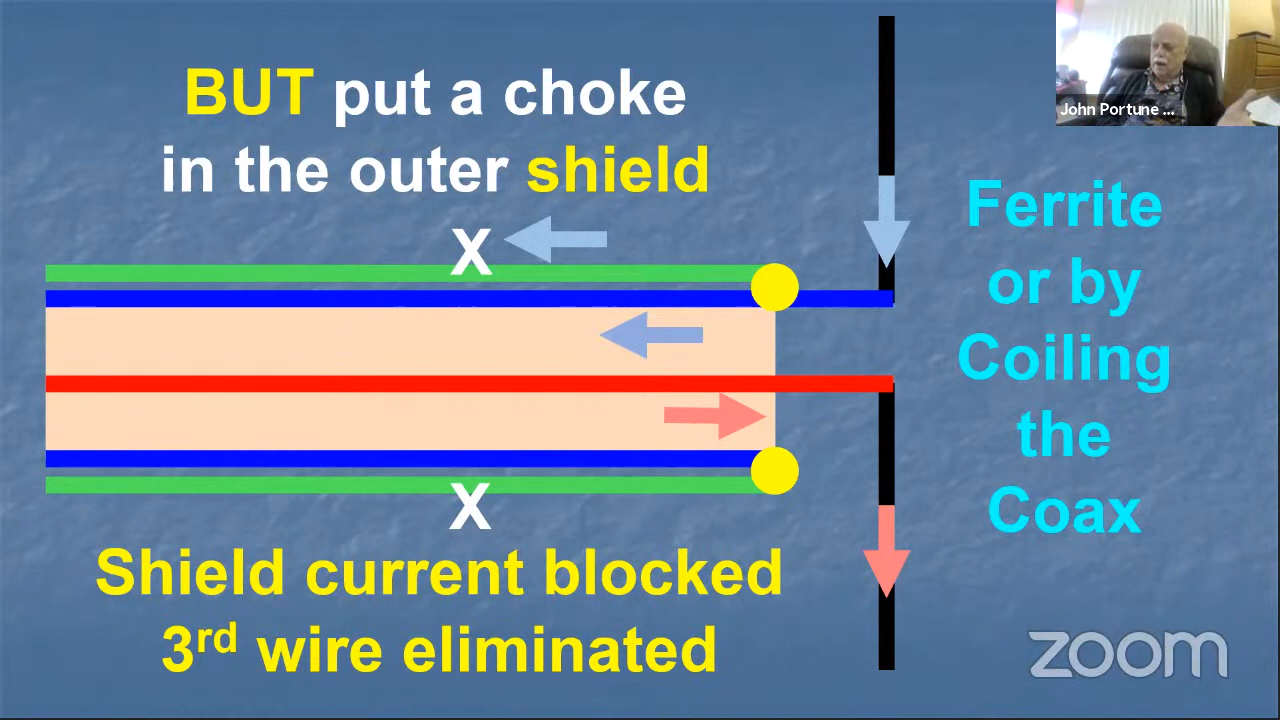 BUT put a choke
in the outer shield
X
X
Shield current blocked
3rd wire eliminated
Ferrite
or by
Coiling
the
Coax
John Portune ...
zoom